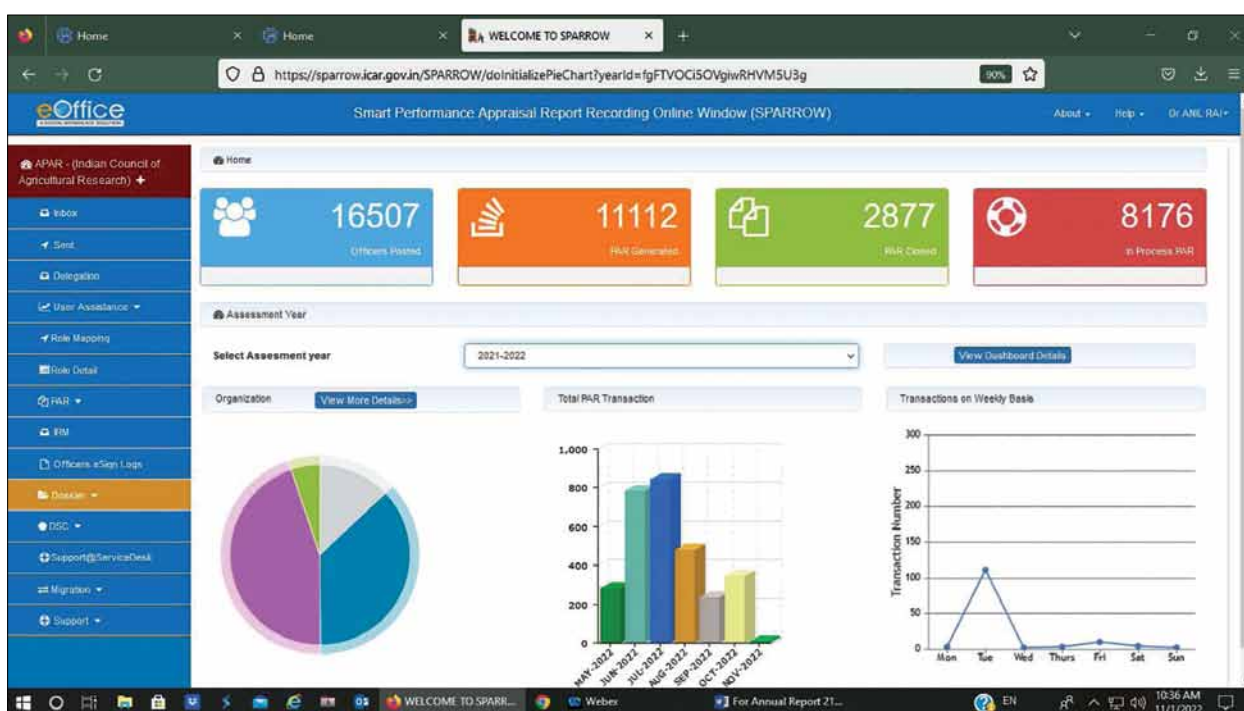 Home
Home
WELCOME TO SPARROW
https://sparrow.icar.gov.in/SPARROW/doInitializePieChart?yearId=fgFTVOCi5OVgiwRHVM5U3g
90%
eOffice
Smart Performance Appraisal Report Recording Online Window (SPARROW)
About
Help
Dr ANIL RAI
APAR - (Indian Council of
Agricultural Research)
Inbox
Sent
Delegation
User Assistance
Role Mapping
Role Detail
PAR
IRM
Officers eSign Logs
Dossier
DSC
Support@ServiceDesk
Migration
Support
Home
16507
Officers Posted
11112
PAR Generated
2877
PAR Closed
8176
In Process PAR
Assessment Year
Select Assesment year
2021-2022
View Dashboard Details
Organization
View More Details>>
Total PAR Transaction
1,000
800
600
400
200
0
MAY-2022
JUN-2022
JUL-2022
AUG-2022
SEP-2022
OCT-2022
NOV-2022
Transactions on Weekly Basis
Transaction Number
300
250
200
150
100
50
0
Mon
Tue
Wed
Thurs
Fri
Sat
Sun
WELCOME TO SPARR...
Webex
For Annual Report 21...
EN
10:36 AM
11/1/2022